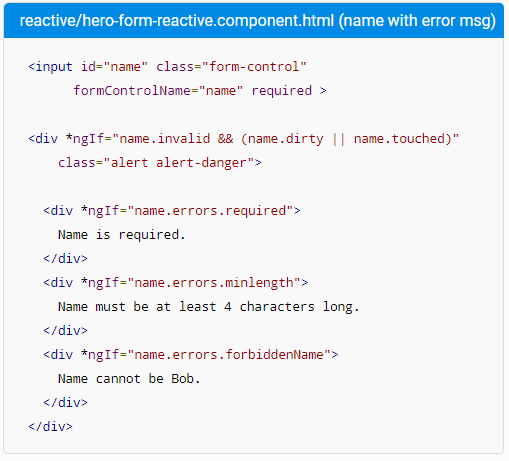 reactive/hero-form-reactive.component.html (name with error msg)
<input id="name" class="form-control"
formControlName="name" required >
<div *ngIf="name.invalid && (name.dirty || name.touched)"
class="alert alert-danger">
<div *ngIf="name.errors.required">
Name is required.
</div>
<div *ngIf="name.errors.minlength">
Name must be at least 4 characters long.
</div>
<div *ngIf="name.errors.forbiddenName">
Name cannot be Bob.
</div>
</div>